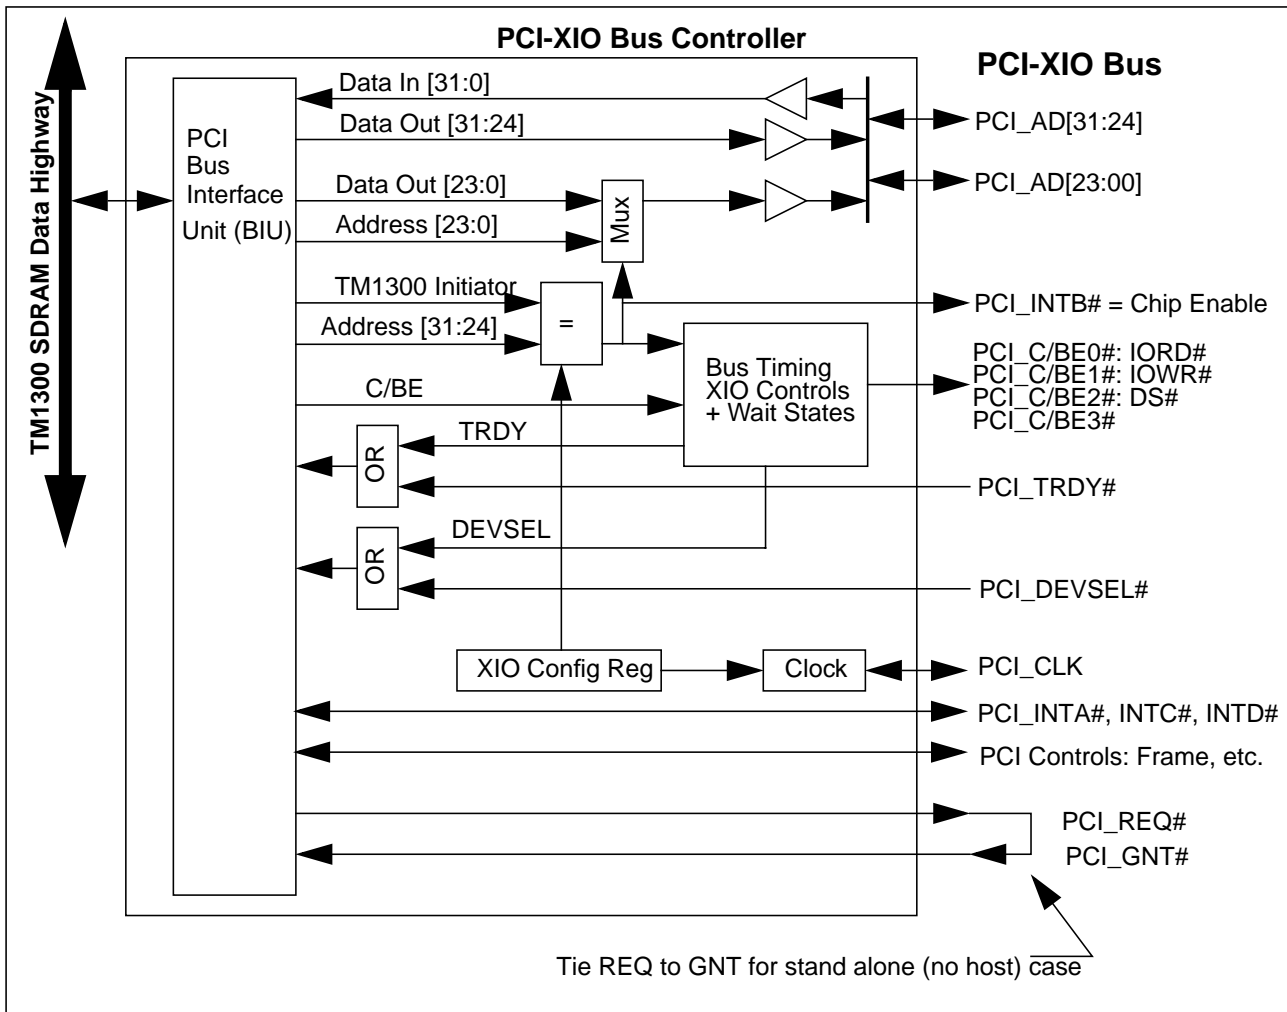 PCI-XIO Bus Controller
PCI-XIO Bus
TM1300 SDRAM Data Highway
PCI
Bus
Interface
Unit (BIU)
Data In [31:0]
Data Out [31:24]
Data Out [23:0]
Address [23:0]
Mux
TM1300 Initiator
Address [31:24]
=
C/BE
Bus Timing
XIO Controls
+ Wait States
TRDY
OR
DEVSEL
OR
XIO Config Reg
Clock
PCI_AD[31:24]
PCI_AD[23:00]
PCI_INTB# = Chip Enable
PCI_C/BE0#: IORD#
PCI_C/BE1#: IOWR#
PCI_C/BE2#: DS#
PCI_C/BE3#
PCI_TRDY#
PCI_DEVSEL#
PCI_CLK
PCI_INTA#, INTC#, INTD#
PCI Controls: Frame, etc.
PCI_REQ#
PCI_GNT#
Tie REQ to GNT for stand alone (no host) case